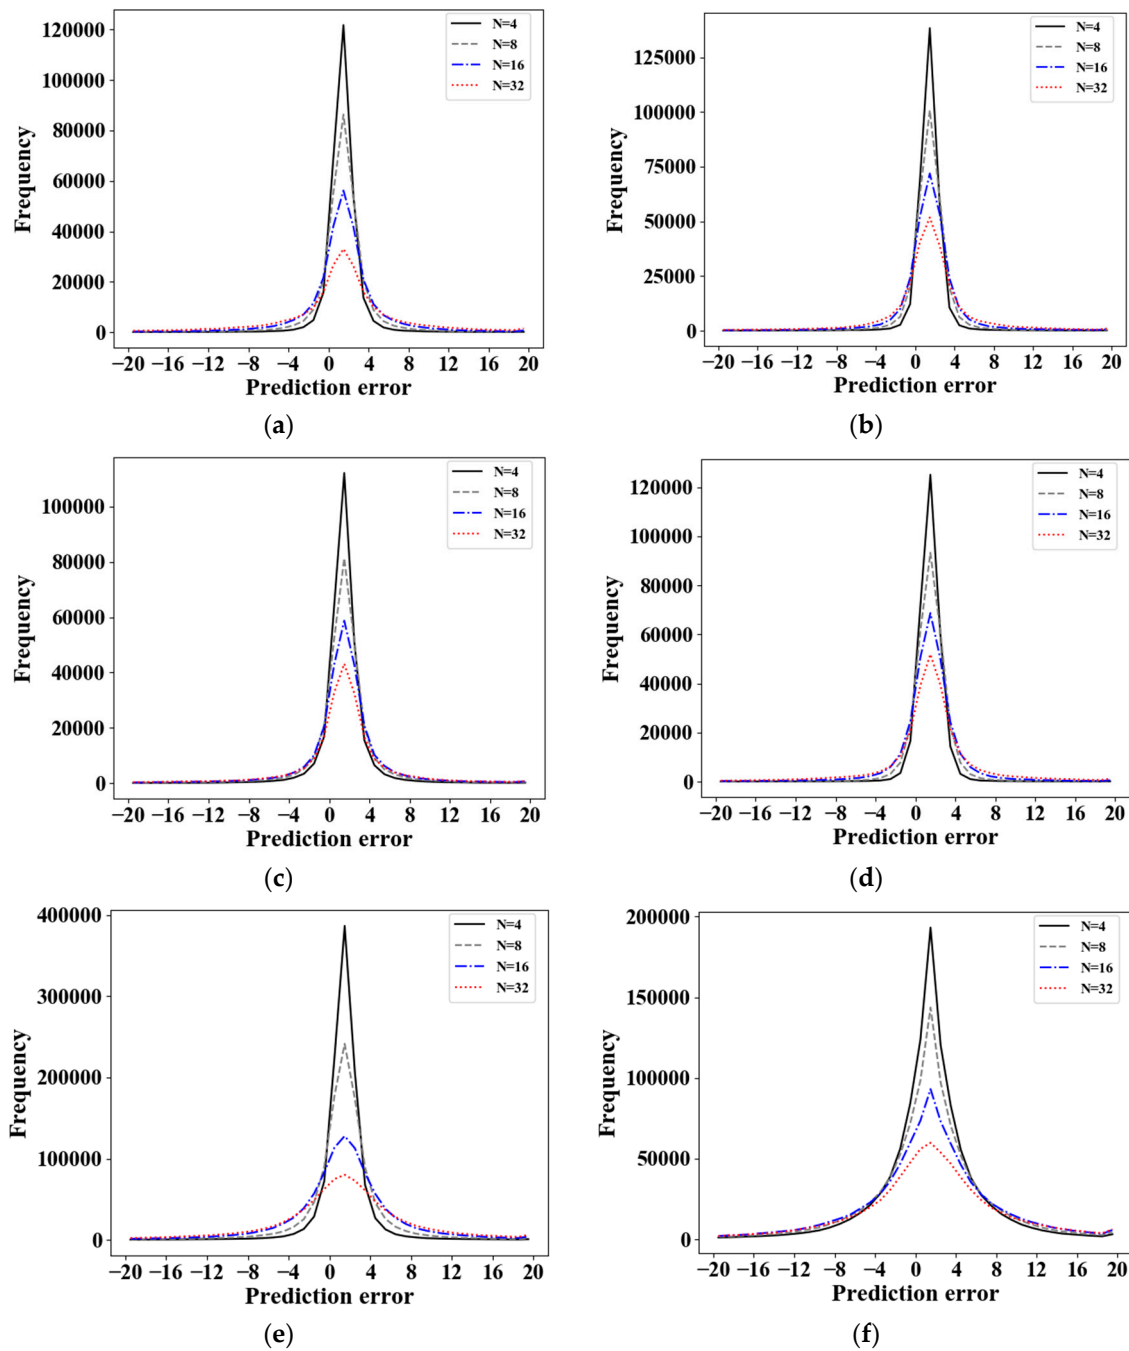 120000
100000
80000
60000
40000
20000
0
Frequency
N=4
N=8
N=16
N=32
−20 −16 −12 −8 −4 0 4 8 12 16 20
Prediction error
(a)
125000
100000
75000
50000
25000
0
Frequency
N=4
N=8
N=16
N=32
−20 −16 −12 −8 −4 0 4 8 12 16 20
Prediction error
(b)
100000
80000
60000
40000
20000
0
Frequency
N=4
N=8
N=16
N=32
−20 −16 −12 −8 −4 0 4 8 12 16 20
Prediction error
(c)
120000
100000
80000
60000
40000
20000
0
Frequency
N=4
N=8
N=16
N=32
−20 −16 −12 −8 −4 0 4 8 12 16 20
Prediction error
(d)
400000
300000
200000
100000
0
Frequency
N=4
N=8
N=16
N=32
−20 −16 −12 −8 −4 0 4 8 12 16 20
Prediction error
(e)
200000
150000
100000
50000
0
Frequency
N=4
N=8
N=16
N=32
−20 −16 −12 −8 −4 0 4 8 12 16 20
Prediction error
(f)